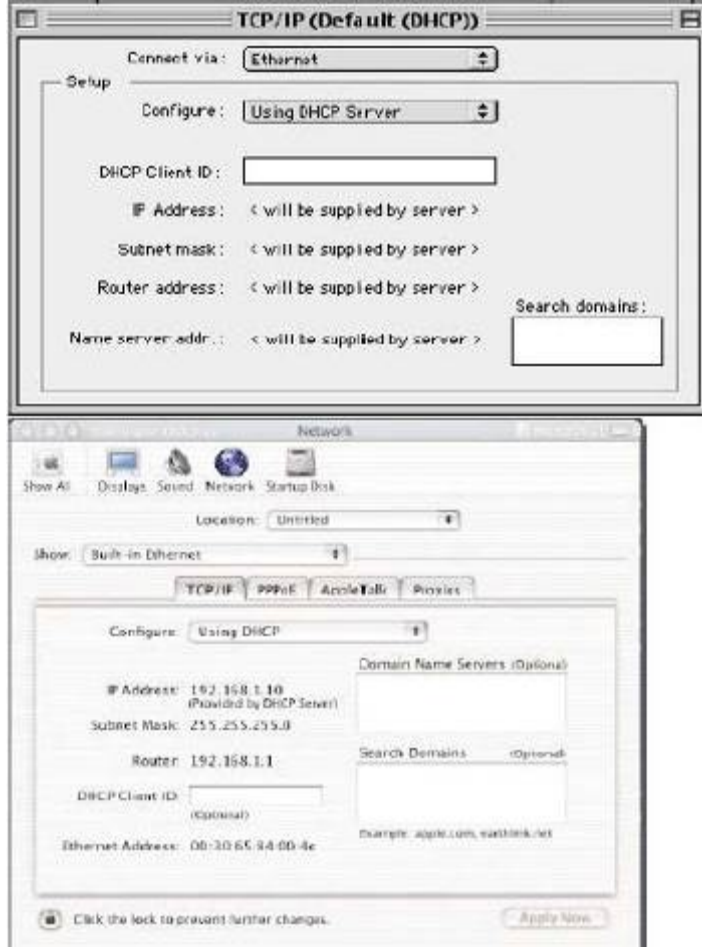 TCP/IP (Default (DHCP))
Connect via: Ethernet
Setup
Configure: Using DHCP Server
DHCP Client ID:
IP Address: < will be supplied by server >
Subnet mask: < will be supplied by server >
Router address: < will be supplied by server >
Search domains:
Name server addr.: < will be supplied by server >
Network
Show All Displays Sound Network Startup Disk
Location: Untitled
Show: Built-in Ethernet
TCP/IP PPPoE AppleTalk Proxies
Configure: Using DHCP
Domain Name Servers (Optional)
IP Address: 192.168.1.10
(Provided by DHCP Server)
Subnet Mask: 255.255.255.0
Router: 192.168.1.1
Search Domains (Optional)
DHCP Client ID:
(Optional)
Example: apple.com, earthlink.net
Ethernet Address:
Click the lock to prevent further changes.
Apply Now